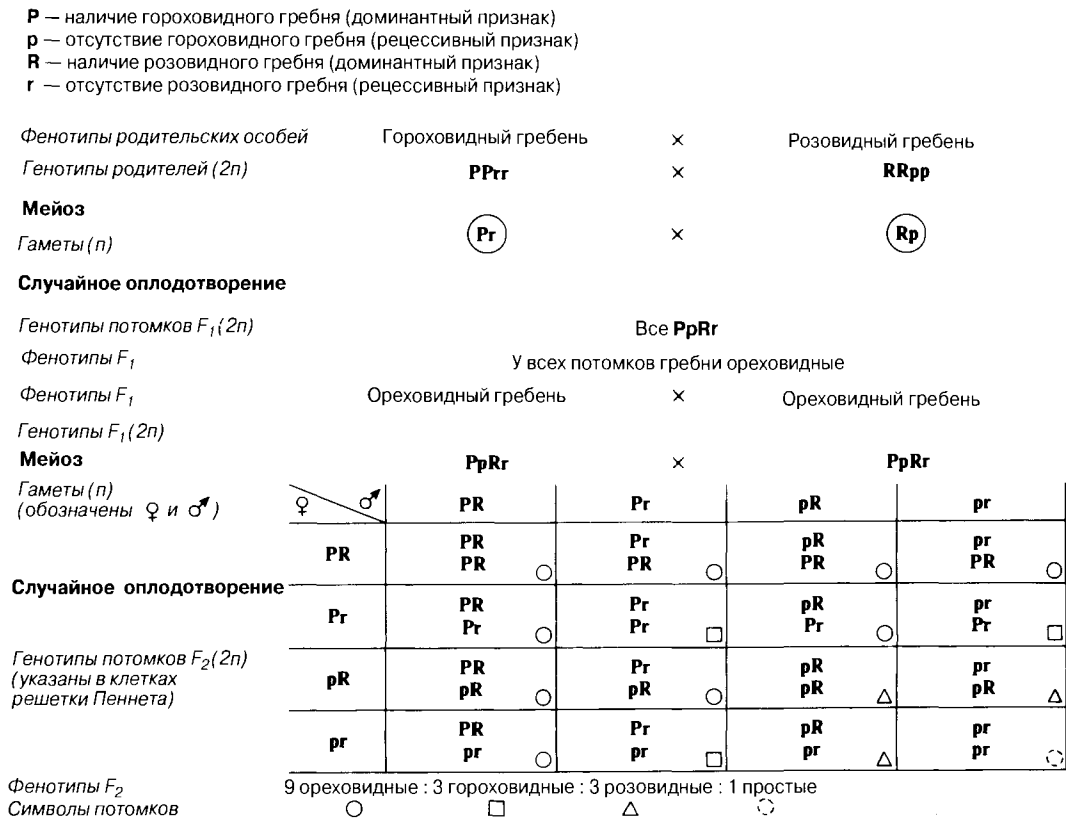 P — наличие гороховидного гребня (доминантный признак)
p — отсутствие гороховидного гребня (рецессивный признак)
R — наличие розовидного гребня (доминантный признак)
r — отсутствие розовидного гребня (рецессивный признак)
Фенотипы родительских особей Гороховидный гребень × Розовидный гребень
Генотипы родителей (2n) PPrr × RRpp
Мейоз
Гаметы (n) Pr × Rp
Случайное оплодотворение
Генотипы потомков F1 (2n) Все PpRr
Фенотипы F1 У всех потомков гребни ореховидные
Фенотипы F1 Ореховидный гребень × Ореховидный гребень
Генотипы F1 (2n)
Мейоз PpRr × PpRr
Гаметы (n)
(обозначены ♀ и ♂) ♀ ♂ PR Pr pR pr
PR PR Pr pR pr
PR PR PR PR
Случайное оплодотворение
Pr PR Pr pR pr
Pr Pr Pr Pr
Генотипы потомков F2 (2n)
(указаны в клетках
решетки Пеннета)
pR PR Pr pR pr
pR pR pR pR
pr PR Pr pR pr
pr pr pr pr
Фенотипы F2 9 ореховидные : 3 гороховидные : 3 розовидные : 1 простые
Символы потомков